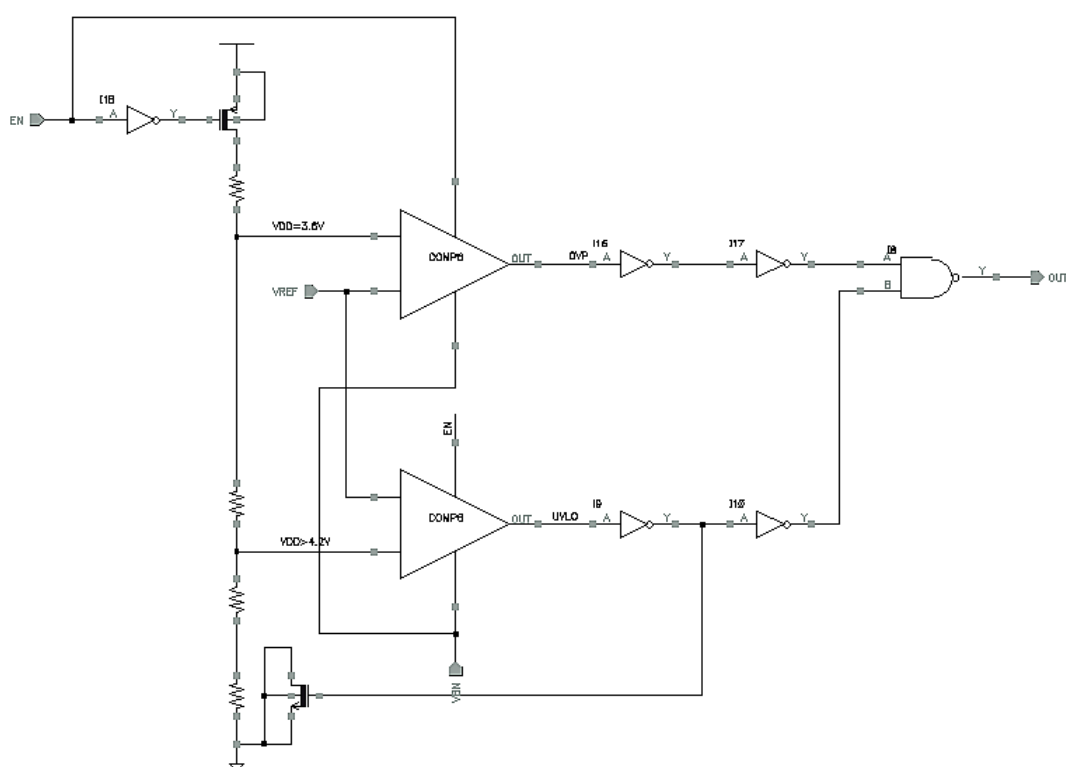 I18
A
Y
EN
VDD=3.6V
COMP6
OUT
OVP
I16
A
Y
I17
A
Y
I8
A
B
Y
OUT
VREF
EN
COMP6
OUT
UVLO
I9
A
Y
I10
A
Y
VDD>4.2V
VBN